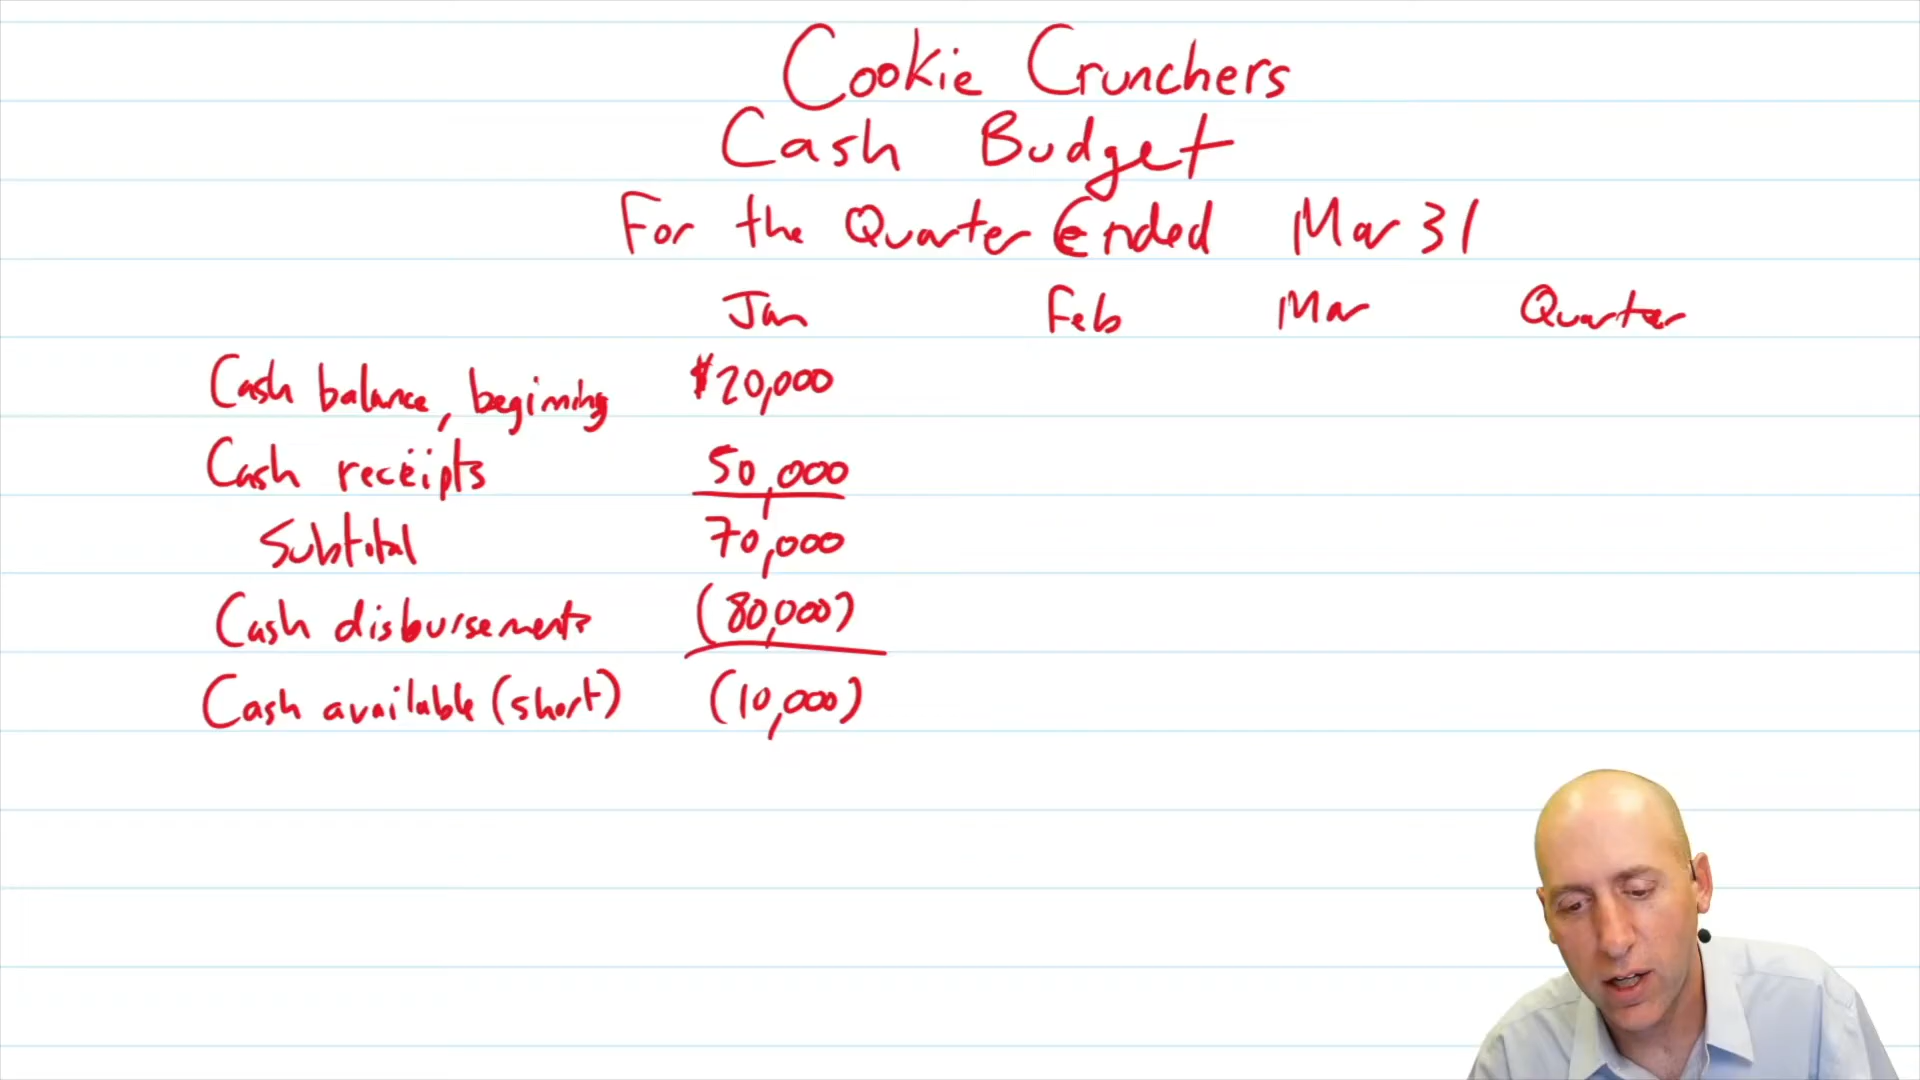 Cookie Crunchers
Cash Budget
For the Quarter Ended Mar 31
Jan Feb Mar Quarter
Cash balance, beginning $20,000
Cash receipts 50,000
Subtotal 70,000
Cash disbursements (80,000)
Cash available (short) (10,000)